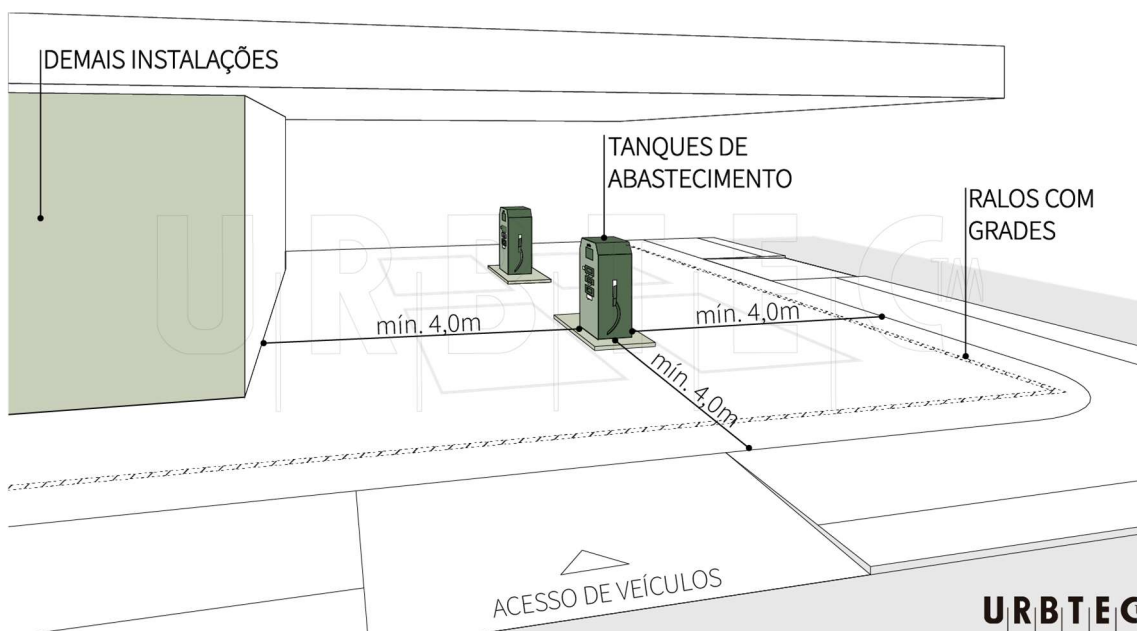 DEMAIS INSTALAÇÕES
TANQUES DE
ABASTECIMENTO
RALOS COM
GRADES
URBTEC™
mín. 4,0m
mín. 4,0m
mín. 4,0m
ACESSO DE VEÍCULOS
URBTEC